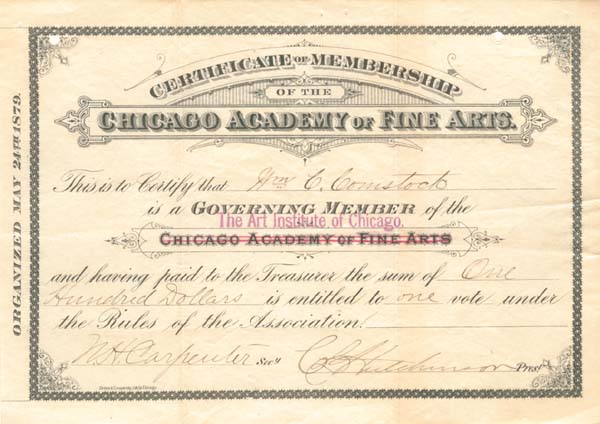 CERTIFICATE OF MEMBERSHIP
OF THE
CHICAGO ACADEMY OF FINE ARTS.
ORGANIZED MAY 24TH 1879.
This is to Certify that Wm C. Comstock
is a GOVERNING MEMBER of the
The Art Institute of Chicago.
CHICAGO ACADEMY OF FINE ARTS
and having paid to the Treasurer the sum of One
Hundrid Dollars is entitled to one vote under
the Rules of the Association.
N. H. Carpenter Secy. C. L. Hutchinson Prest.